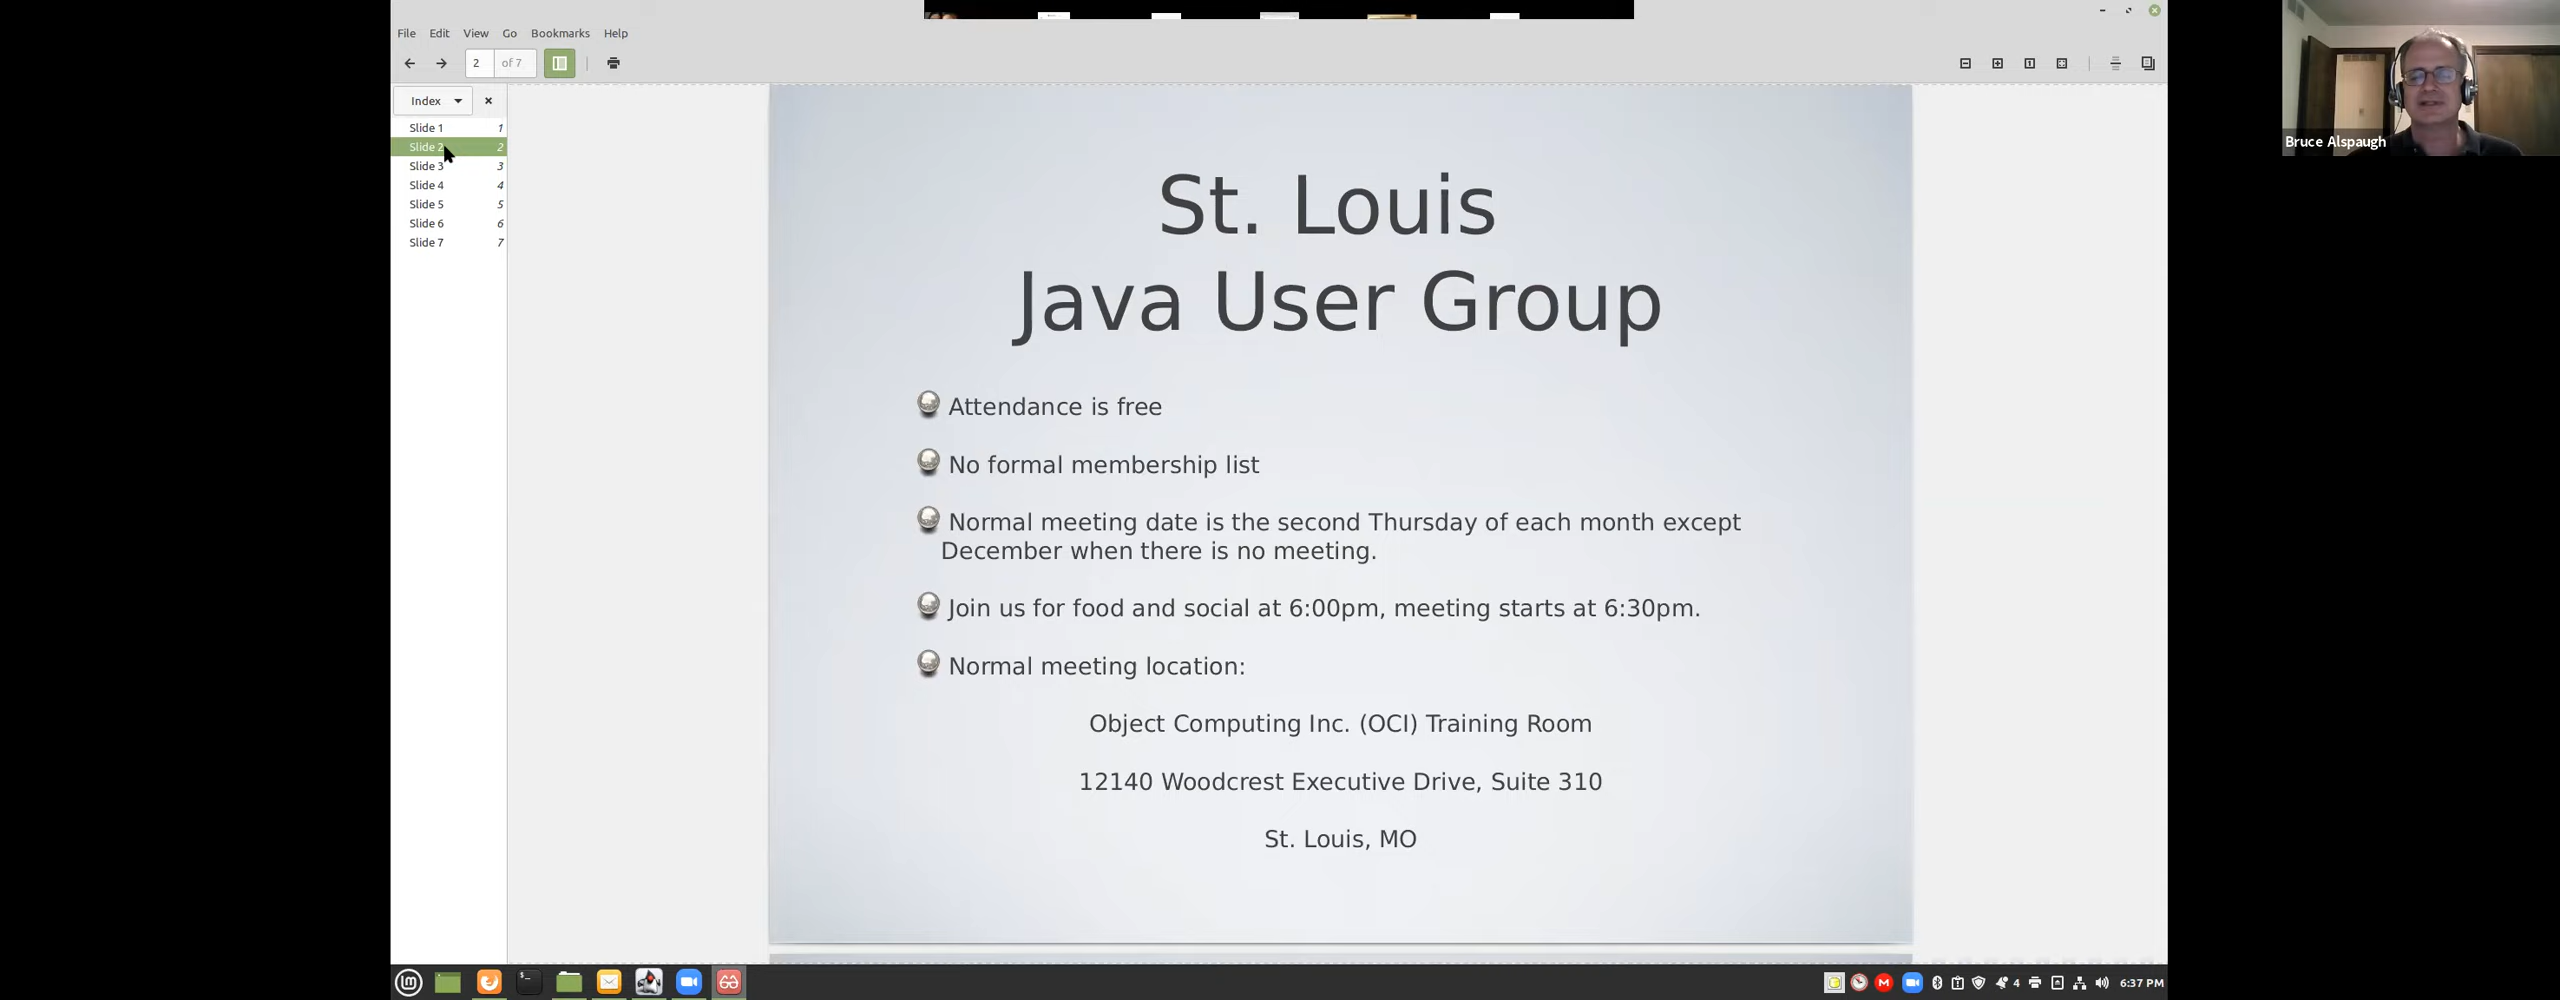 File Edit View Go Bookmarks Help
2 of 7
Index
Slide 1 1
Slide 2 2
Slide 3 3
Slide 4 4
Slide 5 5
Slide 6 6
Slide 7 7
St. Louis
Java User Group
Attendance is free
No formal membership list
Normal meeting date is the second Thursday of each month except
December when there is no meeting.
Join us for food and social at 6:00pm, meeting starts at 6:30pm.
Normal meeting location:
Object Computing Inc. (OCI) Training Room
12140 Woodcrest Executive Drive, Suite 310
St. Louis, MO
Bruce Alspaugh
4 6:37 PM